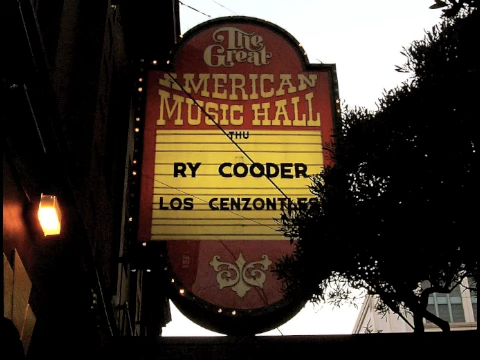 The
Great
AMERICAN
MUSIC HALL
THU
RY COODER
LOS CENZONTLES